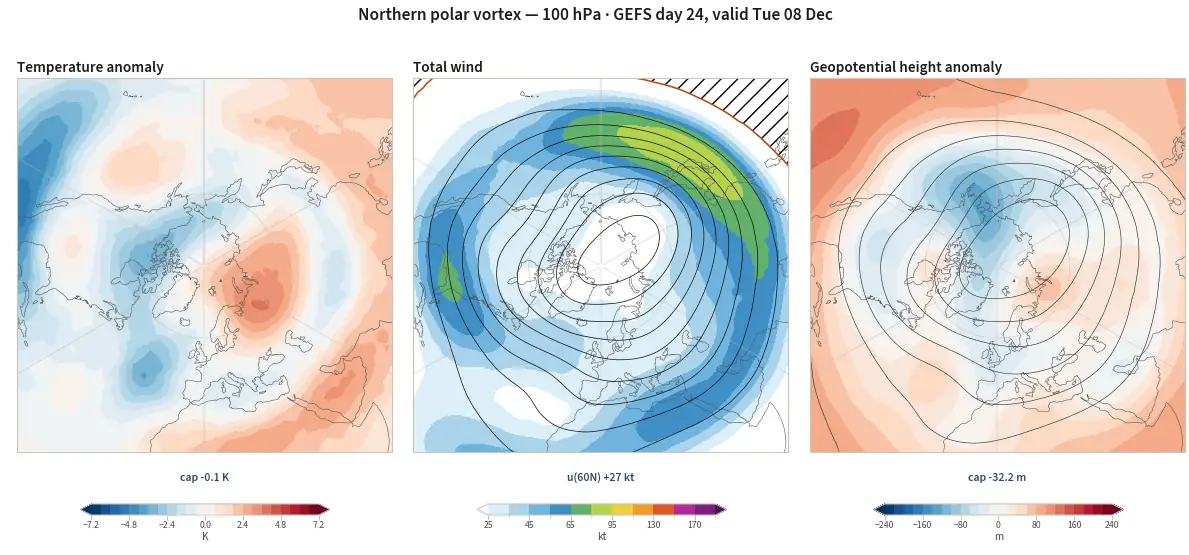 Northern polar vortex — 100 hPa · GEFS day 24, valid Tue 08 Dec
Temperature anomaly
Total wind
Geopotential height anomaly
cap -0.1 K
u(60N) +27 kt
cap -32.2 m
−7.2 −4.8 −2.4 0.0 2.4 4.8 7.2
K
25 45 65 95 130 170
kt
−240 −160 −80 0 80 160 240
m